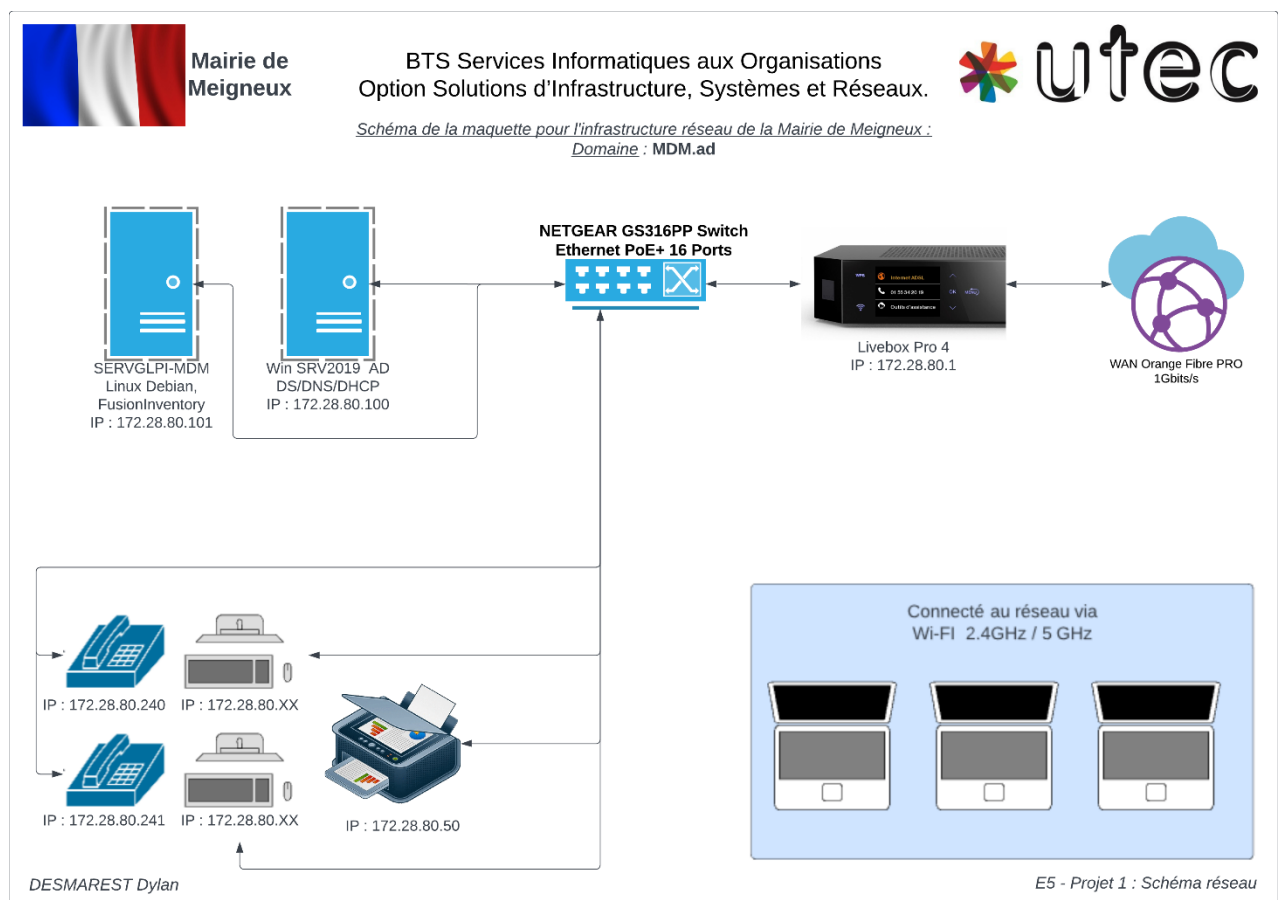 Mairie de
Meigneux
BTS Services Informatiques aux Organisations
Option Solutions d'Infrastructure, Systèmes et Réseaux.
utec
Schéma de la maquette pour l'infrastructure réseau de la Mairie de Meigneux :
Domaine : MDM.ad
NETGEAR GS316PP Switch
Ethernet PoE+ 16 Ports
Internet ADSL
OK
Outils d'assistance
SERVGLPI-MDM
Linux Debian,
FusionInventory
IP : 172.28.80.101
Win SRV2019 AD
DS/DNS/DHCP
IP : 172.28.80.100
Livebox Pro 4
IP : 172.28.80.1
WAN Orange Fibre PRO
1Gbits/s
Connecté au réseau via
Wi-FI 2.4GHz / 5 GHz
IP : 172.28.80.240
IP : 172.28.80.XX
IP : 172.28.80.241
IP : 172.28.80.XX
IP : 172.28.80.50
DESMAREST Dylan
E5 - Projet 1 : Schéma réseau